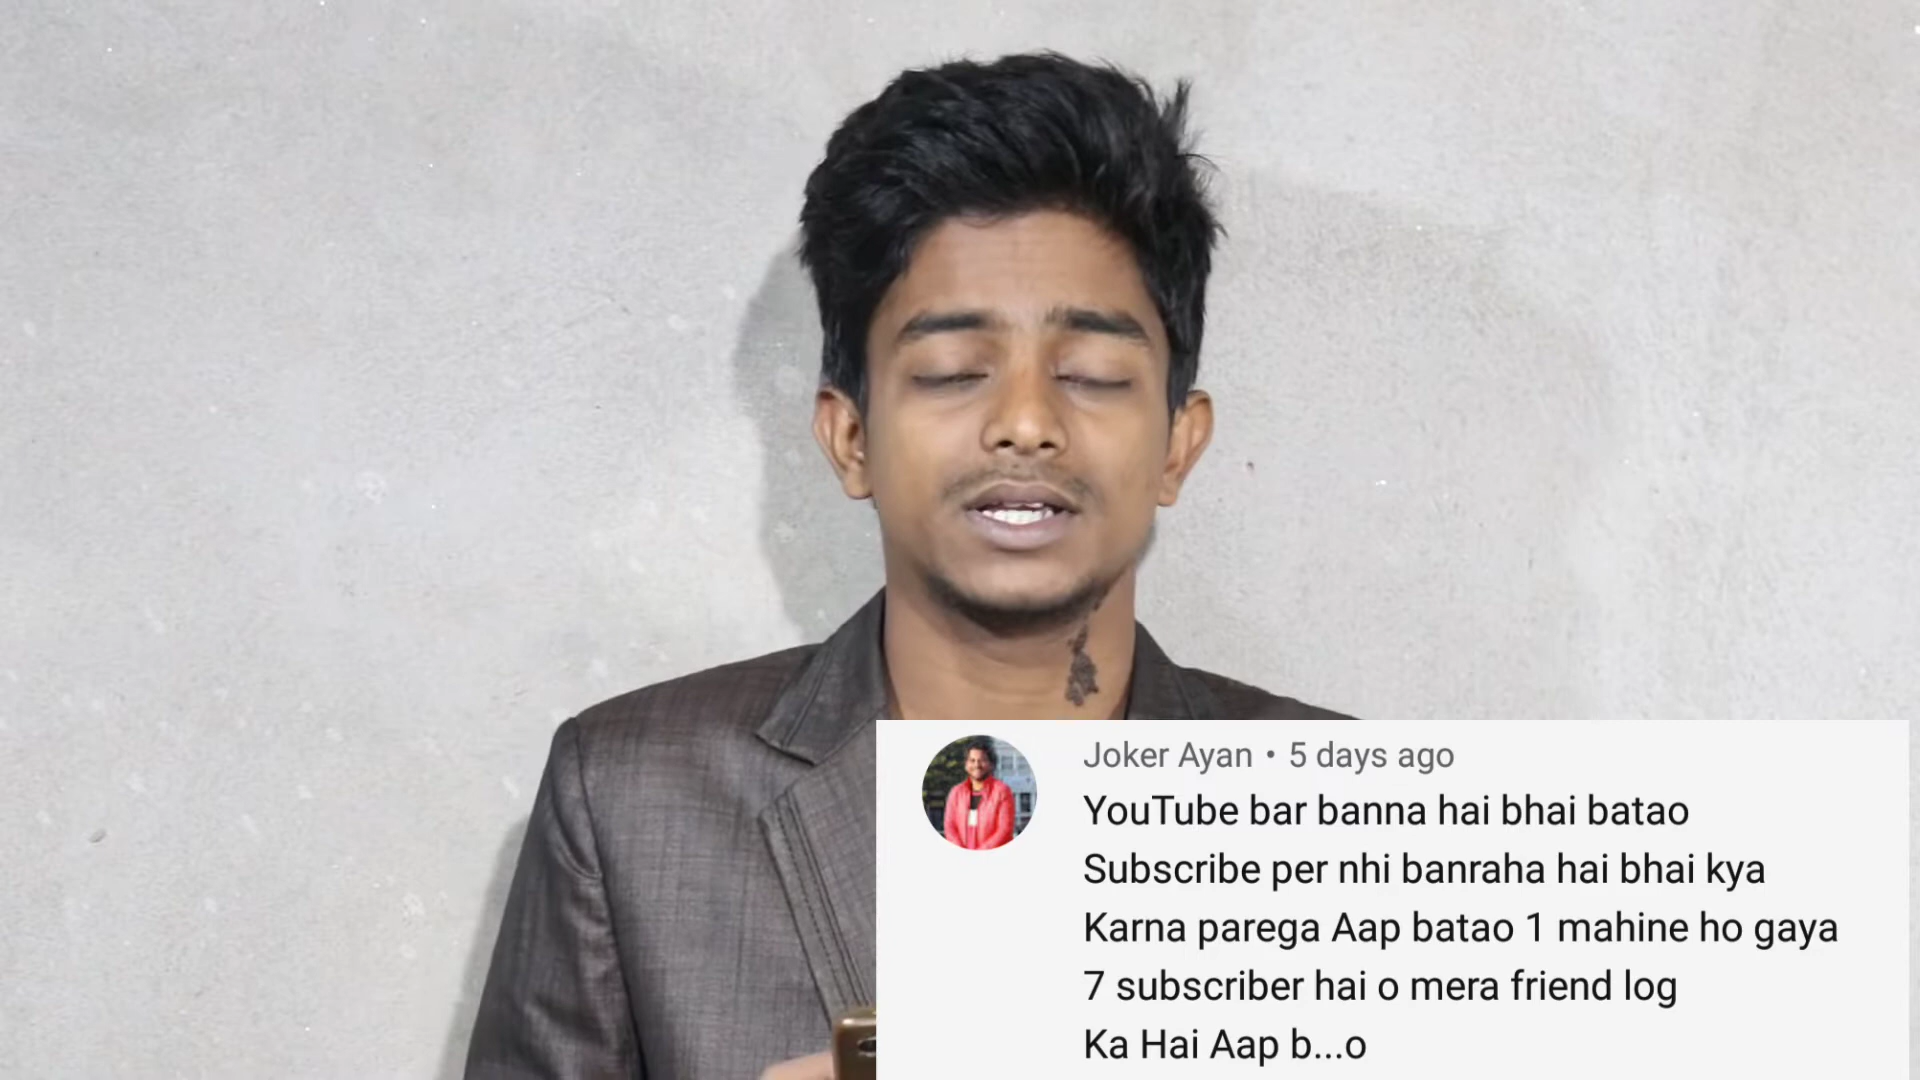 Joker Ayan • 5 days ago
YouTube bar banna hai bhai batao
Subscribe per nhi banraha hai bhai kya
Karna parega Aap batao 1 mahine ho gaya
7 subscriber hai o mera friend log
Ka Hai Aap b...o